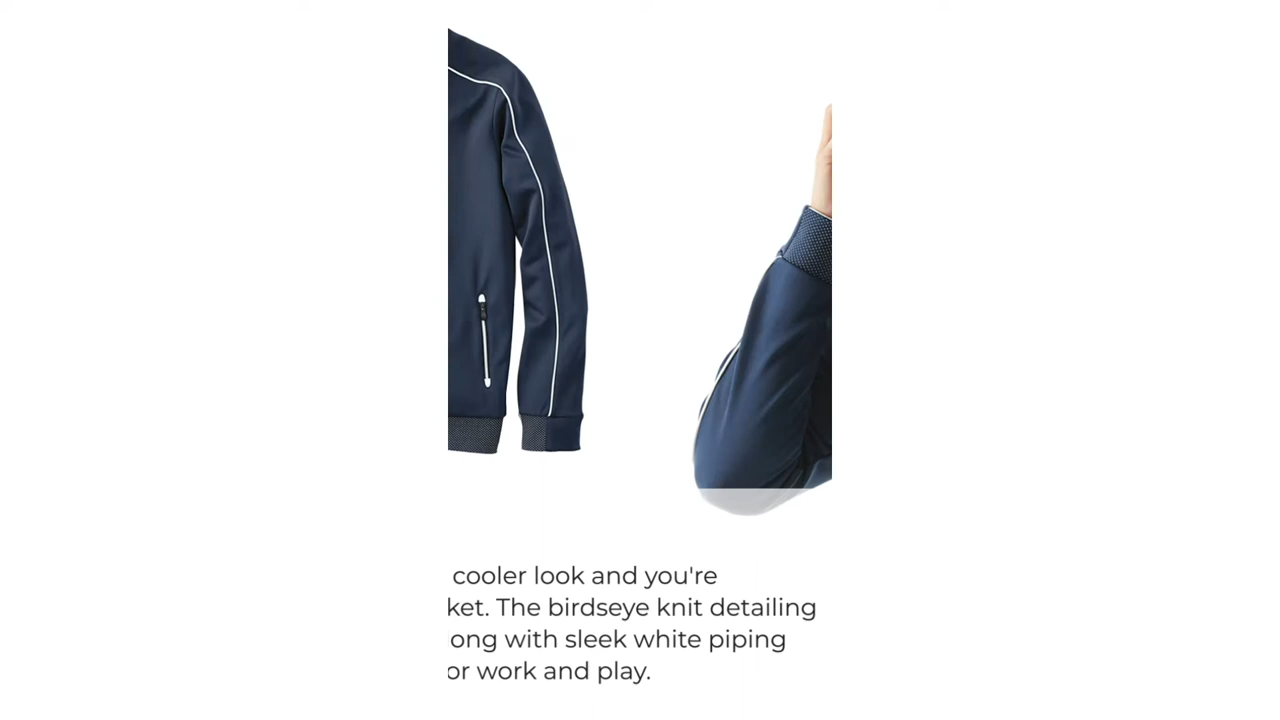 cooler look and you're
ket. The birdseye knit detailing
ong with sleek white piping
or work and play.